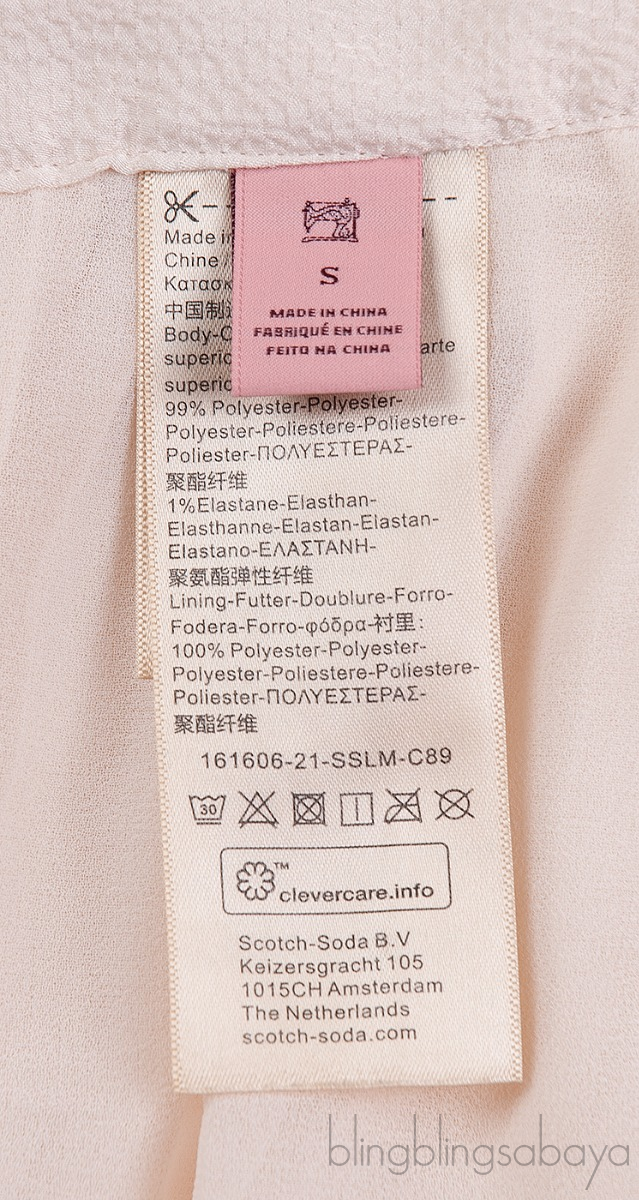 S
MADE IN CHINA
FABRIQUÉ EN CHINE
FEITO NA CHINA
Made
Chine
中国制
superio
arte
superio
99% Polyester-Polyester-
Polyester-Poliestere-Poliestere-
Poliester-ΠΟΛΥΕΣΤΕΡΑΣ-
聚酯纤维
1%Elastane-Elasthan-
Elasthanne-Elastan-Elastan-
Elastano-ΕΛΑΣΤΑΝΗ-
聚氨酯弹性纤维
Lining-Futter-Doublure-Forro-
Fodera-Forro-φόδρα-衬里:
100% Polyester-Polyester-
Polyester-Poliestere-Poliestere-
Poliester-ΠΟΛΥΕΣΤΕΡΑΣ-
聚酯纤维
161606-21-SSLM-C89
30
TM
clevercare.info
Scotch-Soda B.V
Keizersgracht 105
1015CH Amsterdam
The Netherlands
scotch-soda.com
blingblingsabaya